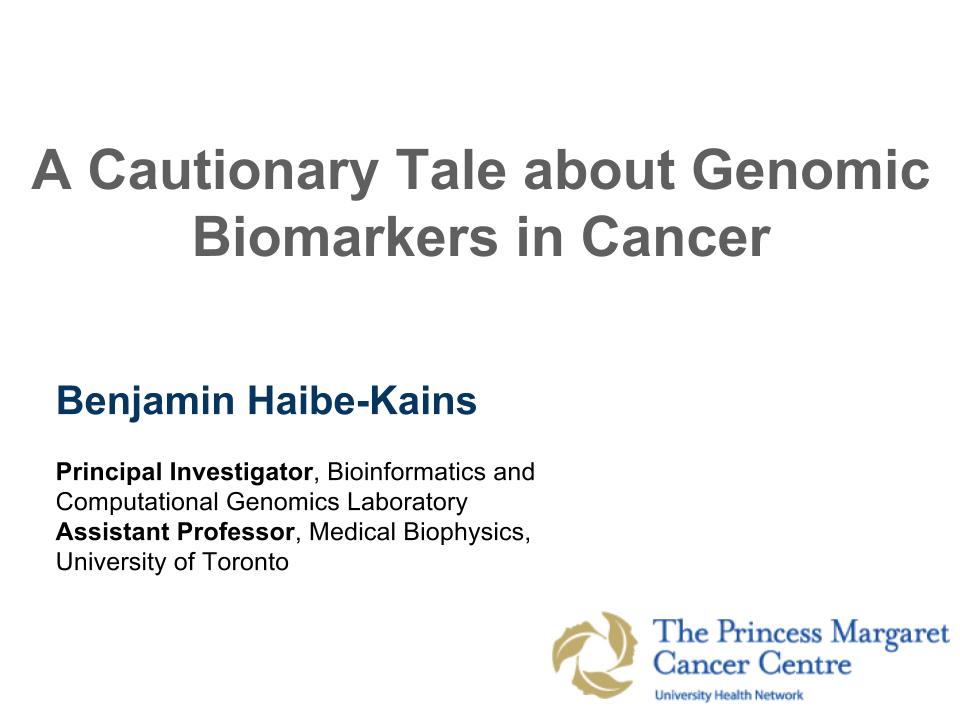 A Cautionary Tale about Genomic
Biomarkers in Cancer
Benjamin Haibe-Kains
Principal Investigator, Bioinformatics and
Computational Genomics Laboratory
Assistant Professor, Medical Biophysics,
University of Toronto
The Princess Margaret
Cancer Centre
University Health Network